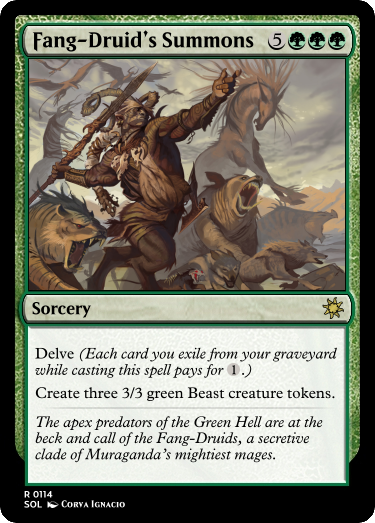 Fang-Druid's Summons 5
Sorcery
Delve (Each card you exile from your graveyard
while casting this spell pays for 1.)
Create three 3/3 green Beast creature tokens.
The apex predators of the Green Hell are at the
beck and call of the Fang-Druids, a secretive
clade of Muraganda's mightiest mages.
R 0114
SOL Corva Ignacio